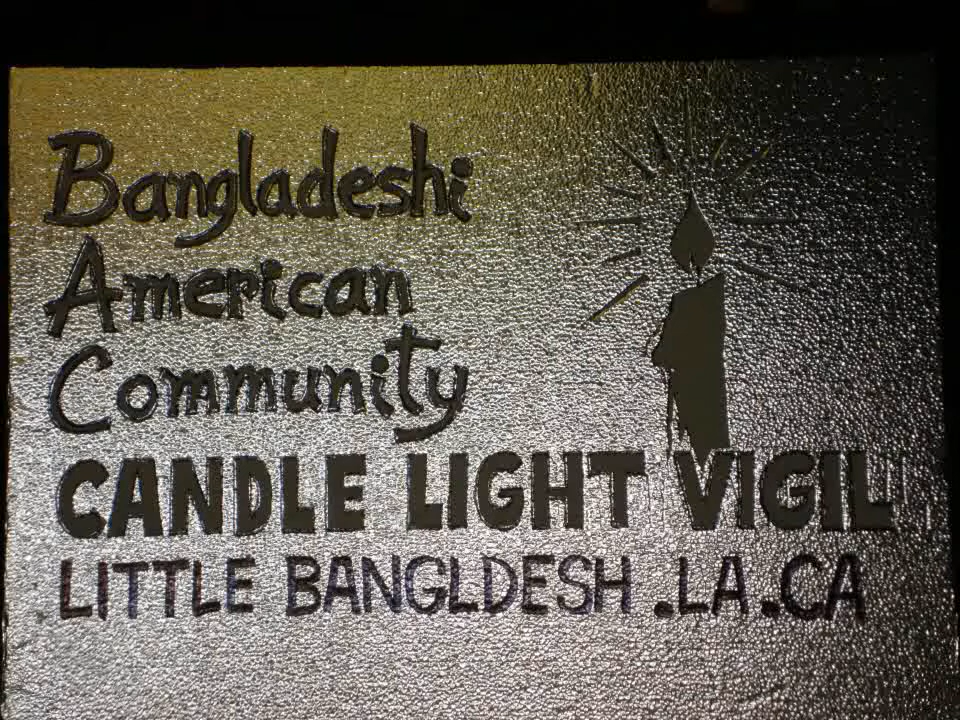 Bangladeshi
American
Community
CANDLE LIGHT VIGIL
LITTLE BANGLDESH .LA .CA